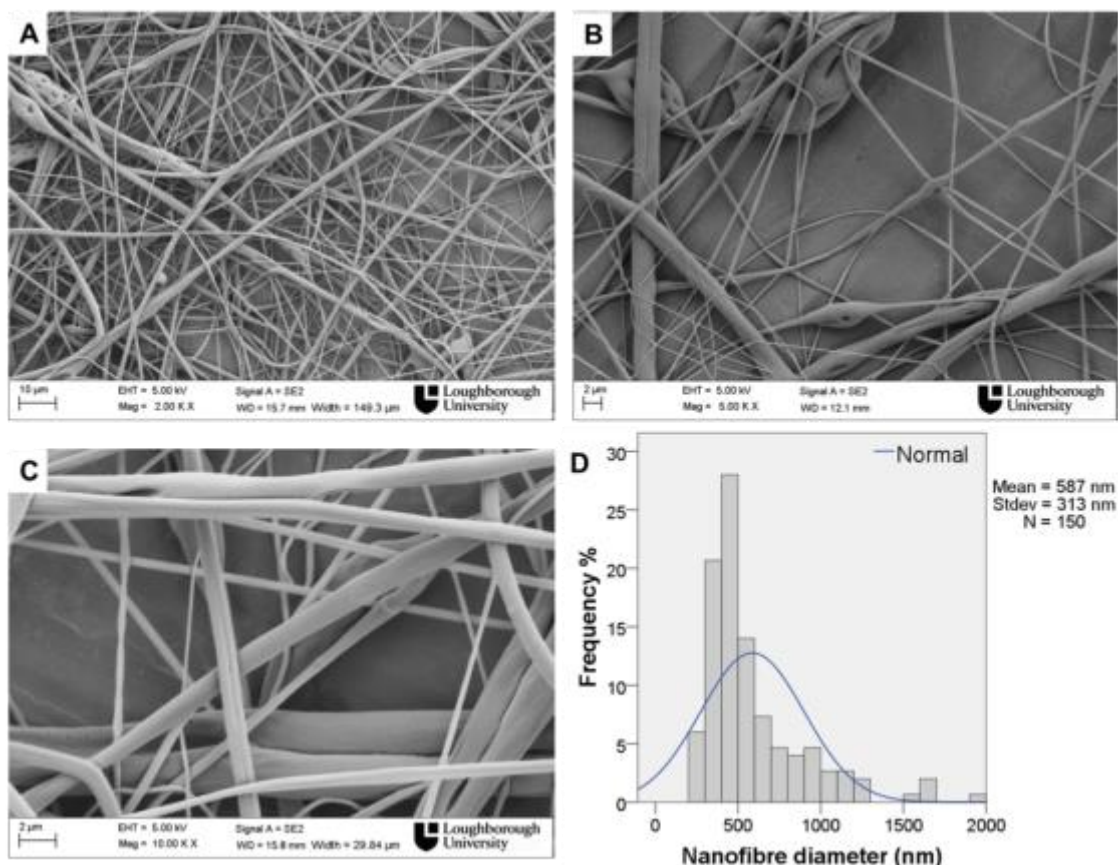 A
10 µm
EHT = 5.00 kV
Mag = 2.00 K X
Signal A = SE2
WD = 15.7 mm Width = 149.3 µm
Loughborough
University
B
2 µm
EHT = 5.00 kV
Mag = 5.00 K X
Signal A = SE2
WD = 12.1 mm
Loughborough
University
C
2 µm
EHT = 5.00 kV
Mag = 10.00 K X
Signal A = SE2
WD = 15.8 mm Width = 29.84 µm
Loughborough
University
D
Normal
Mean = 587 nm
Stdev = 313 nm
N = 150
Frequency %
30
25
20
15
10
5
0
0 500 1000 1500 2000
Nanofibre diameter (nm)